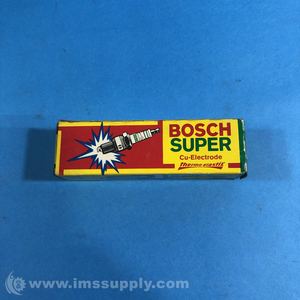 BOSCH
SUPER
Cu-Electrode
thermo elastic
© www.imssupply.com